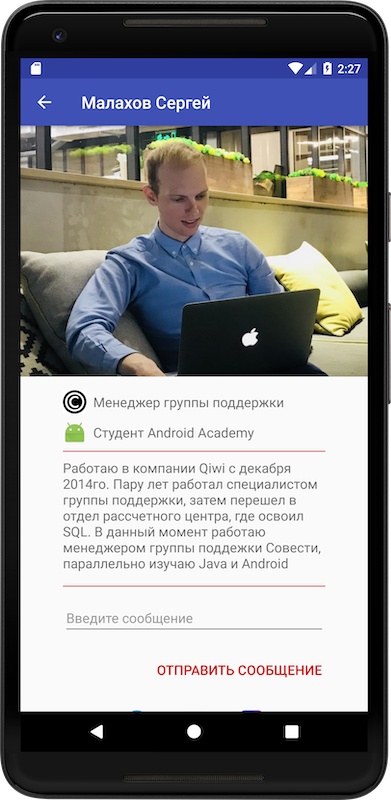 2:27
Малахов Сергей
Менеджер группы поддержки
Студент Android Academy
Работаю в компании Qiwi с декабря
2014го. Пару лет работал специалистом
группы поддержки, затем перешел в
отдел рассчетного центра, где освоил
SQL. В данный момент работаю
менеджером группы поддежки Совести,
параллельно изучаю Java и Android
Введите сообщение
ОТПРАВИТЬ СООБЩЕНИЕ